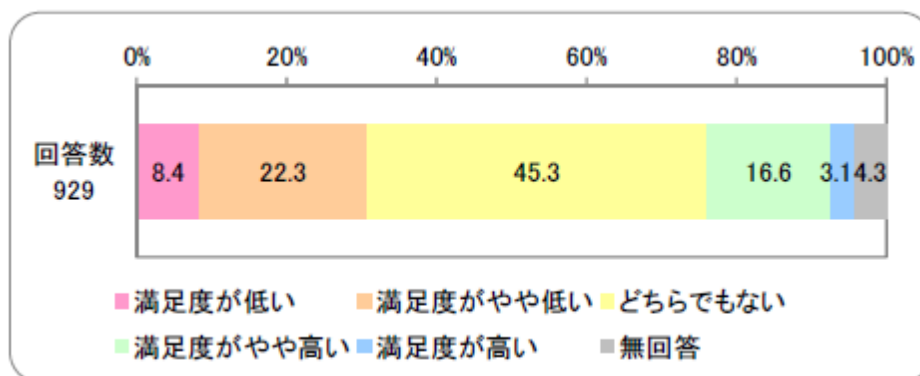 0% 20% 40% 60% 80% 100%
回答数
929
8.4 22.3 45.3 16.6 3.1 4.3
満足度が低い 満足度がやや低い どちらでもない
満足度がやや高い 満足度が高い 無回答